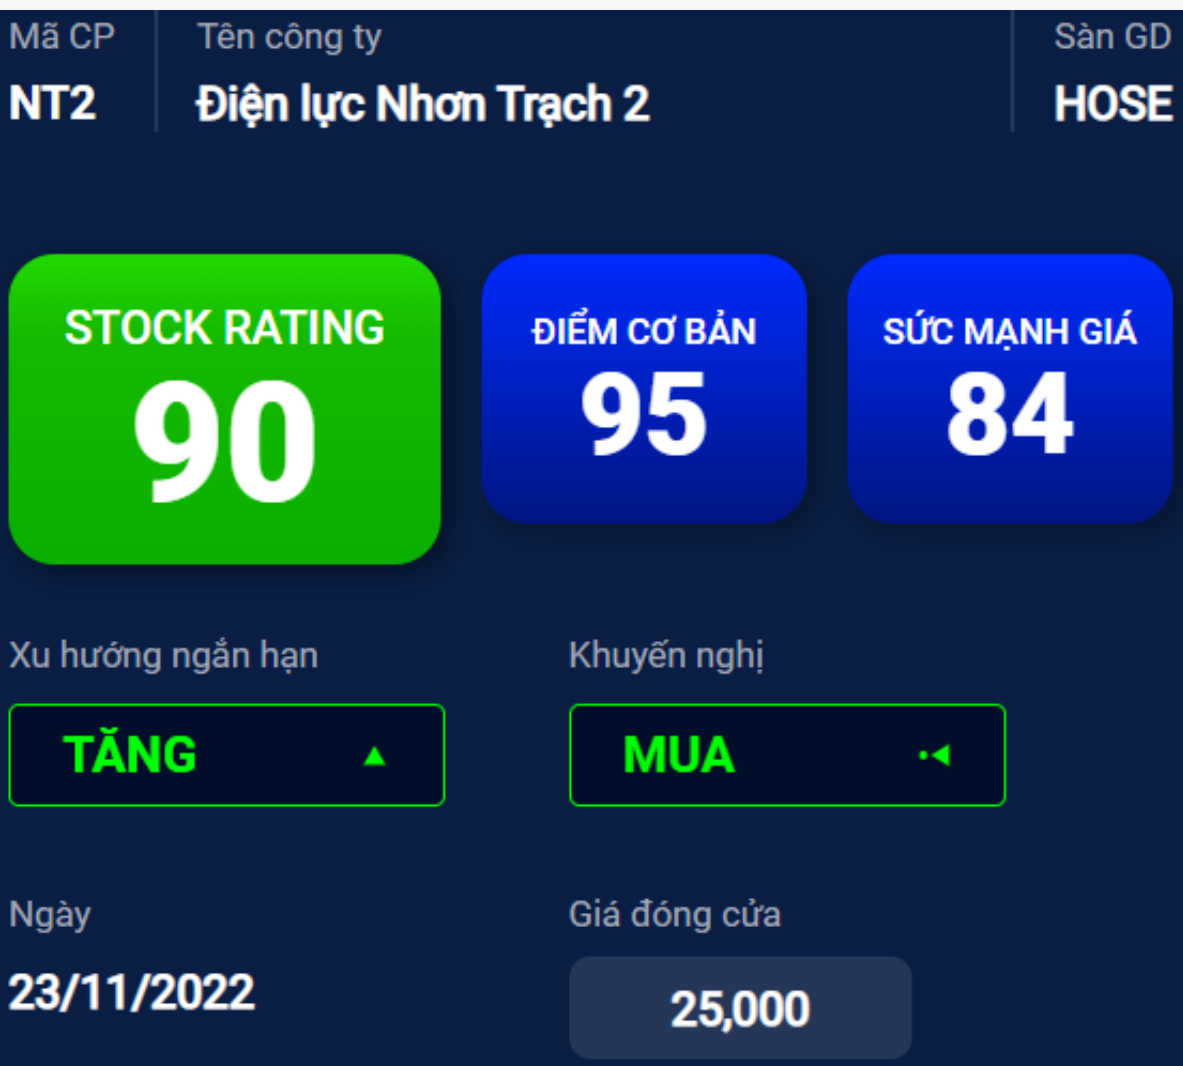 Mã CP
Tên công ty
Sàn GD
NT2
Điện lực Nhơn Trạch 2
HOSE
STOCK RATING
90
ĐIỂM CƠ BẢN
95
SỨC MẠNH GIÁ
84
Xu hướng ngắn hạn
Khuyến nghị
TĂNG
MUA
Ngày
Giá đóng cửa
23/11/2022
25,000